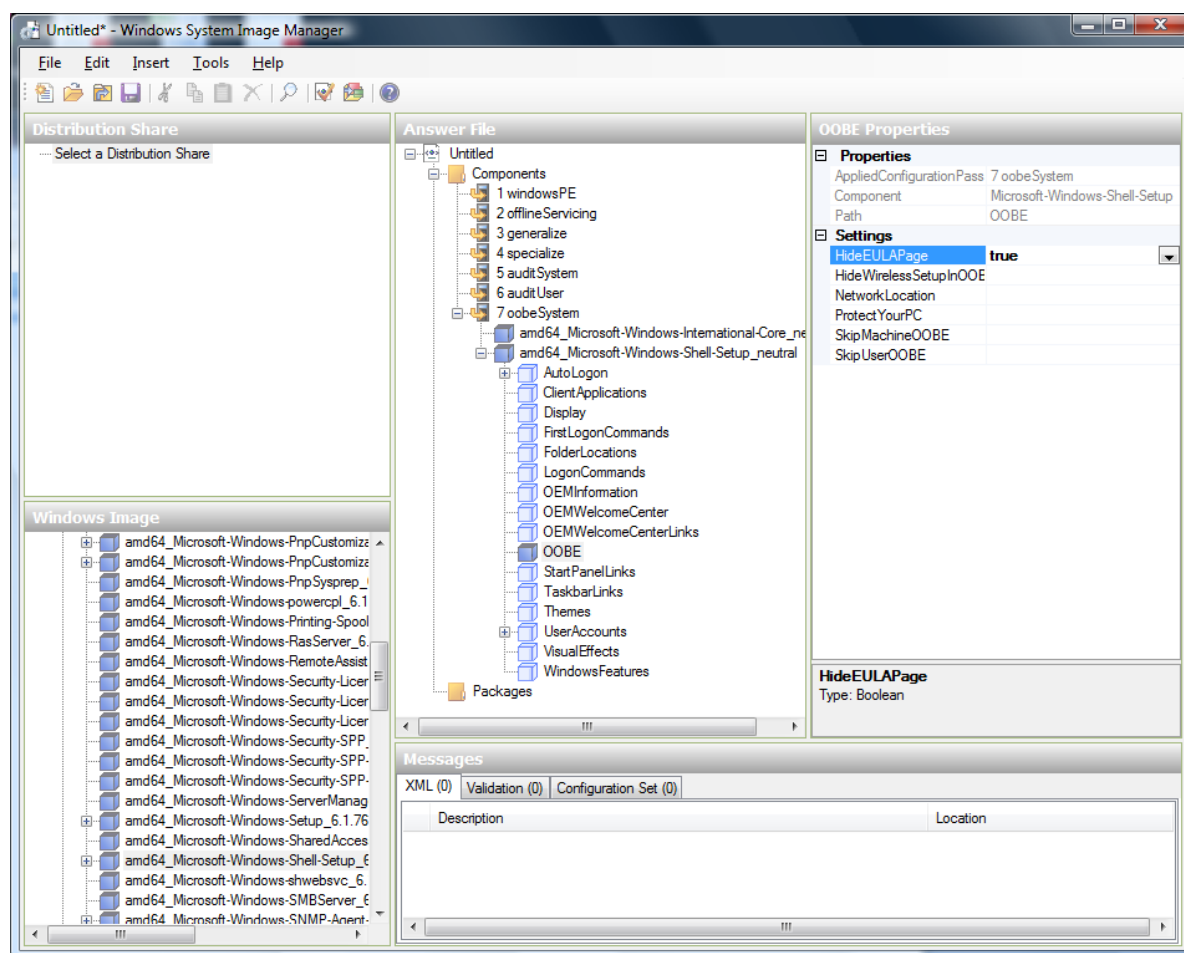 Untitled* - Windows System Image Manager
File Edit Insert Tools Help
Distribution Share
Select a Distribution Share
Windows Image
amd64_Microsoft-Windows-PnpCustomiza
amd64_Microsoft-Windows-PnpCustomiza
amd64_Microsoft-Windows-PnpSysprep_
amd64_Microsoft-Windows-powercpl_6.1
amd64_Microsoft-Windows-Printing-Spool
amd64_Microsoft-Windows-RasServer_6.
amd64_Microsoft-Windows-RemoteAssist
amd64_Microsoft-Windows-Security-Licer
amd64_Microsoft-Windows-Security-Licer
amd64_Microsoft-Windows-Security-Licer
amd64_Microsoft-Windows-Security-SPP_
amd64_Microsoft-Windows-Security-SPP-
amd64_Microsoft-Windows-Security-SPP-
amd64_Microsoft-Windows-ServerManag
amd64_Microsoft-Windows-Setup_6.1.76
amd64_Microsoft-Windows-SharedAcces
amd64_Microsoft-Windows-Shell-Setup_6
amd64_Microsoft-Windows-shwebsvc_6.
amd64_Microsoft-Windows-SMBServer_6
amd64_Microsoft-Windows-SNMP-Agent-
Answer File
Untitled
Components
1 windowsPE
2 offlineServicing
3 generalize
4 specialize
5 auditSystem
6 auditUser
7 oobeSystem
amd64_Microsoft-Windows-International-Core_ne
amd64_Microsoft-Windows-Shell-Setup_neutral
AutoLogon
ClientApplications
Display
FirstLogonCommands
FolderLocations
LogonCommands
OEMInformation
OEMWelcomeCenter
OEMWelcomeCenterLinks
OOBE
StartPanelLinks
TaskbarLinks
Themes
UserAccounts
VisualEffects
WindowsFeatures
Packages
OOBE Properties
Properties
AppliedConfigurationPass 7 oobeSystem
Component Microsoft-Windows-Shell-Setup
Path OOBE
Settings
HideEULAPage true
HideWirelessSetupInOOE
NetworkLocation
ProtectYourPC
SkipMachineOOBE
SkipUserOOBE
HideEULAPage
Type: Boolean
Messages
XML (0) Validation (0) Configuration Set (0)
Description Location